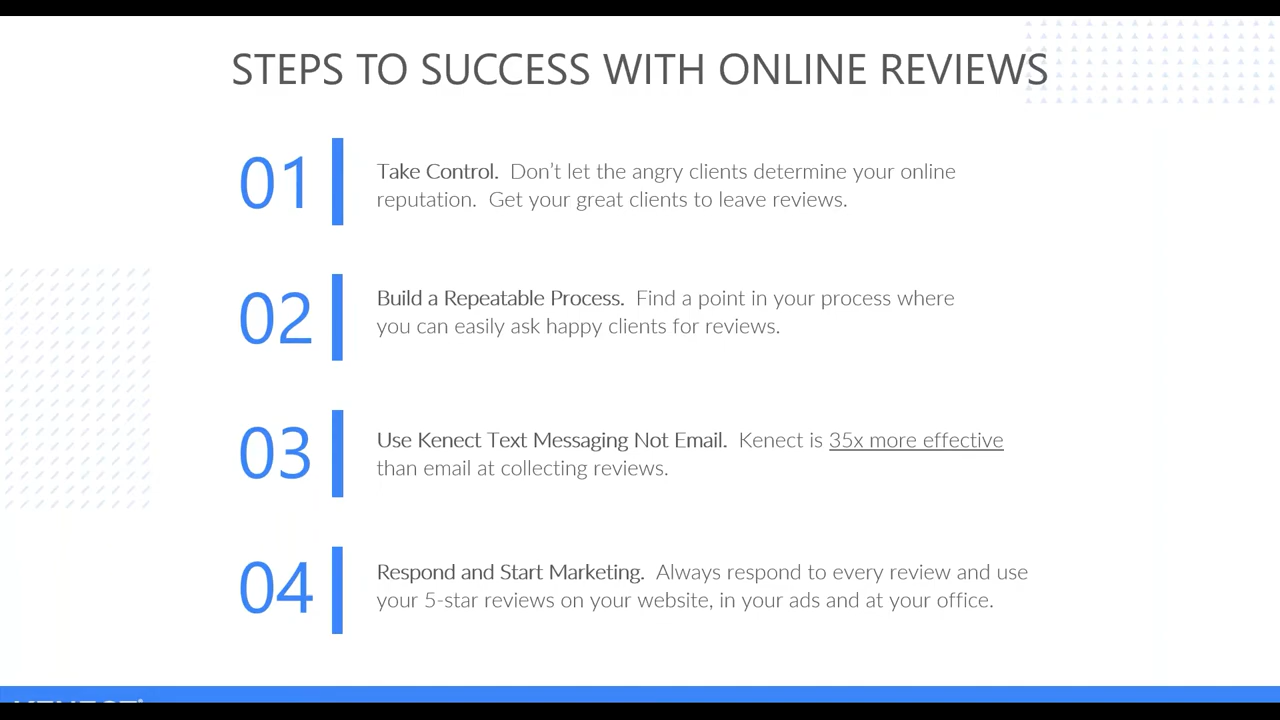 STEPS TO SUCCESS WITH ONLINE REVIEWS
01
Take Control. Don’t let the angry clients determine your online
reputation. Get your great clients to leave reviews.
02
Build a Repeatable Process. Find a point in your process where
you can easily ask happy clients for reviews.
03
Use Kenect Text Messaging Not Email. Kenect is 35x more effective
than email at collecting reviews.
04
Respond and Start Marketing. Always respond to every review and use
your 5-star reviews on your website, in your ads and at your office.